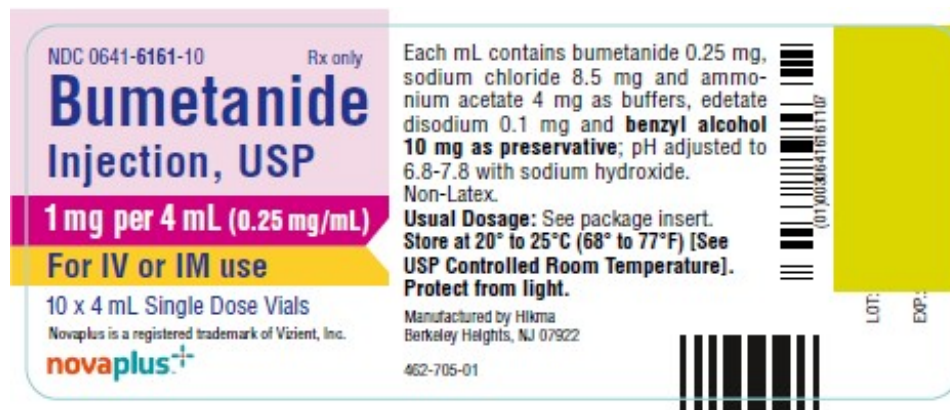 NDC 0641-6161-10 Rx only
Bumetanide
Injection, USP
1 mg per 4 mL (0.25 mg/mL)
For IV or IM use
10 x 4 mL Single Dose Vials
Novaplus is a registered trademark of Vizient, Inc.
novaplus
Each mL contains bumetanide 0.25 mg,
sodium chloride 8.5 mg and ammo-
nium acetate 4 mg as buffers, edetate
disodium 0.1 mg and benzyl alcohol
10 mg as preservative; pH adjusted to
6.8-7.8 with sodium hydroxide.
Non-Latex.
Usual Dosage: See package insert.
Store at 20° to 25°C (68° to 77°F) [See
USP Controlled Room Temperature].
Protect from light.
Manufactured by Hikma
Berkeley Heights, NJ 07922
462-705-01
(01)00306416161107
LOT:
EXP.: